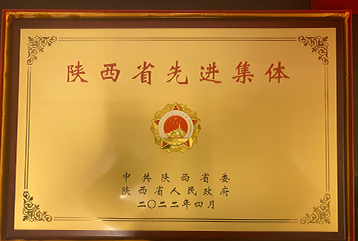 陕西省先进集体
中共陕西省委
陕西省人民政府
二〇二二年四月